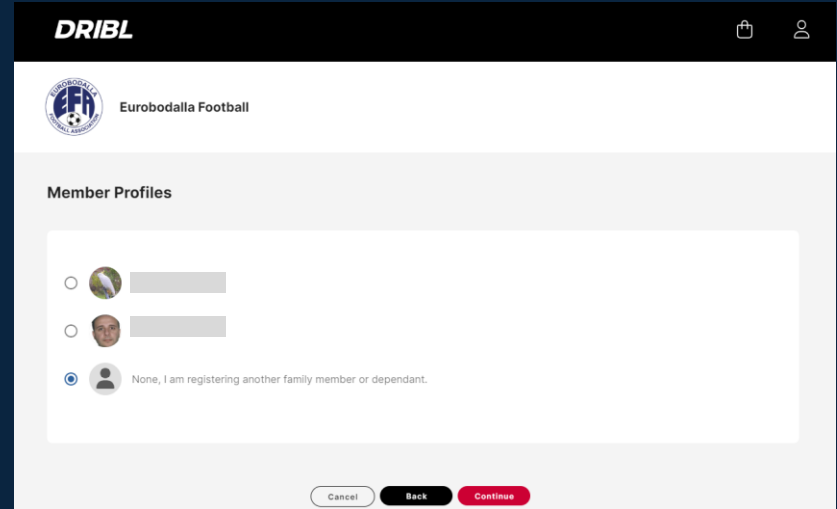 DRIBL
EUROBODALLA
EFA
FOOTBALL ASSOCIATION
Eurobodalla Football
Member Profiles
None, I am registering another family member or dependant.
Cancel
Back
Continue